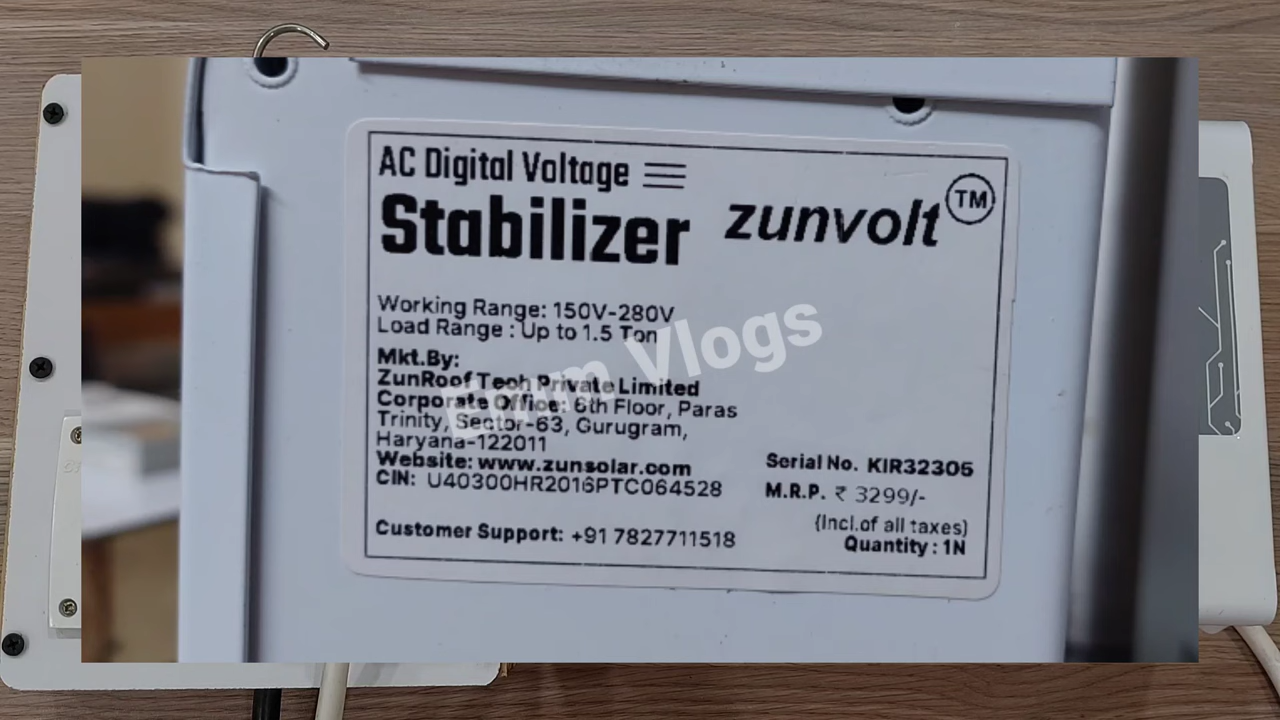 AC Digital Voltage
Stabilizer
zunvolt TM
Working Range: 150V-280V
Load Range : Up to 1.5 Ton
Mkt.By:
ZunRoof Tech Private Limited
Corporate Office: 6th Floor, Paras
Trinity, Sector-63, Gurugram,
Haryana-122011
Website: www.zunsolar.com
CIN: U40300HR2016PTC064528
Customer Support: +91 7827711518
Serial No. KIR32305
M.R.P. ₹ 3299/-
(Incl.of all taxes)
Quantity : 1N
Vlogs